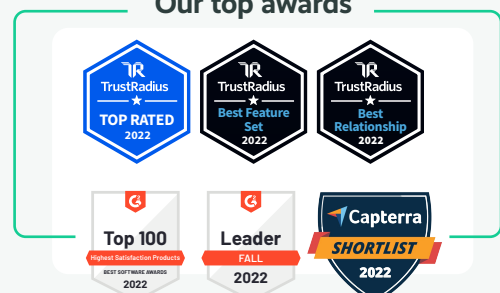 Our top awards
TrustRadius
TOP RATED
2022
TrustRadius
Best Feature
Set
2022
TrustRadius
Best
Relationship
2022
Top 100
Highest Satisfaction Products
BEST SOFTWARE AWARDS
2022
Leader
FALL
2022
Capterra
SHORTLIST
2022